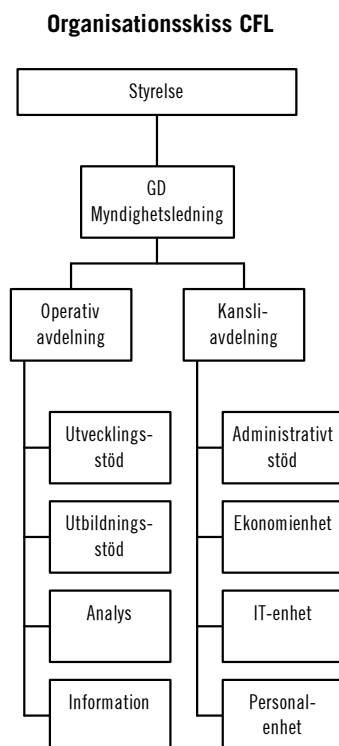 Organisationsskiss CFL
Styrelse
GD
Myndighetsledning
Operativ
avdelning
Kansli-
avdelning
Utvecklings-
stöd
Utbildnings-
stöd
Analys
Information
Administrativt
stöd
Ekonomienhet
IT-enhet
Personal-
enhet